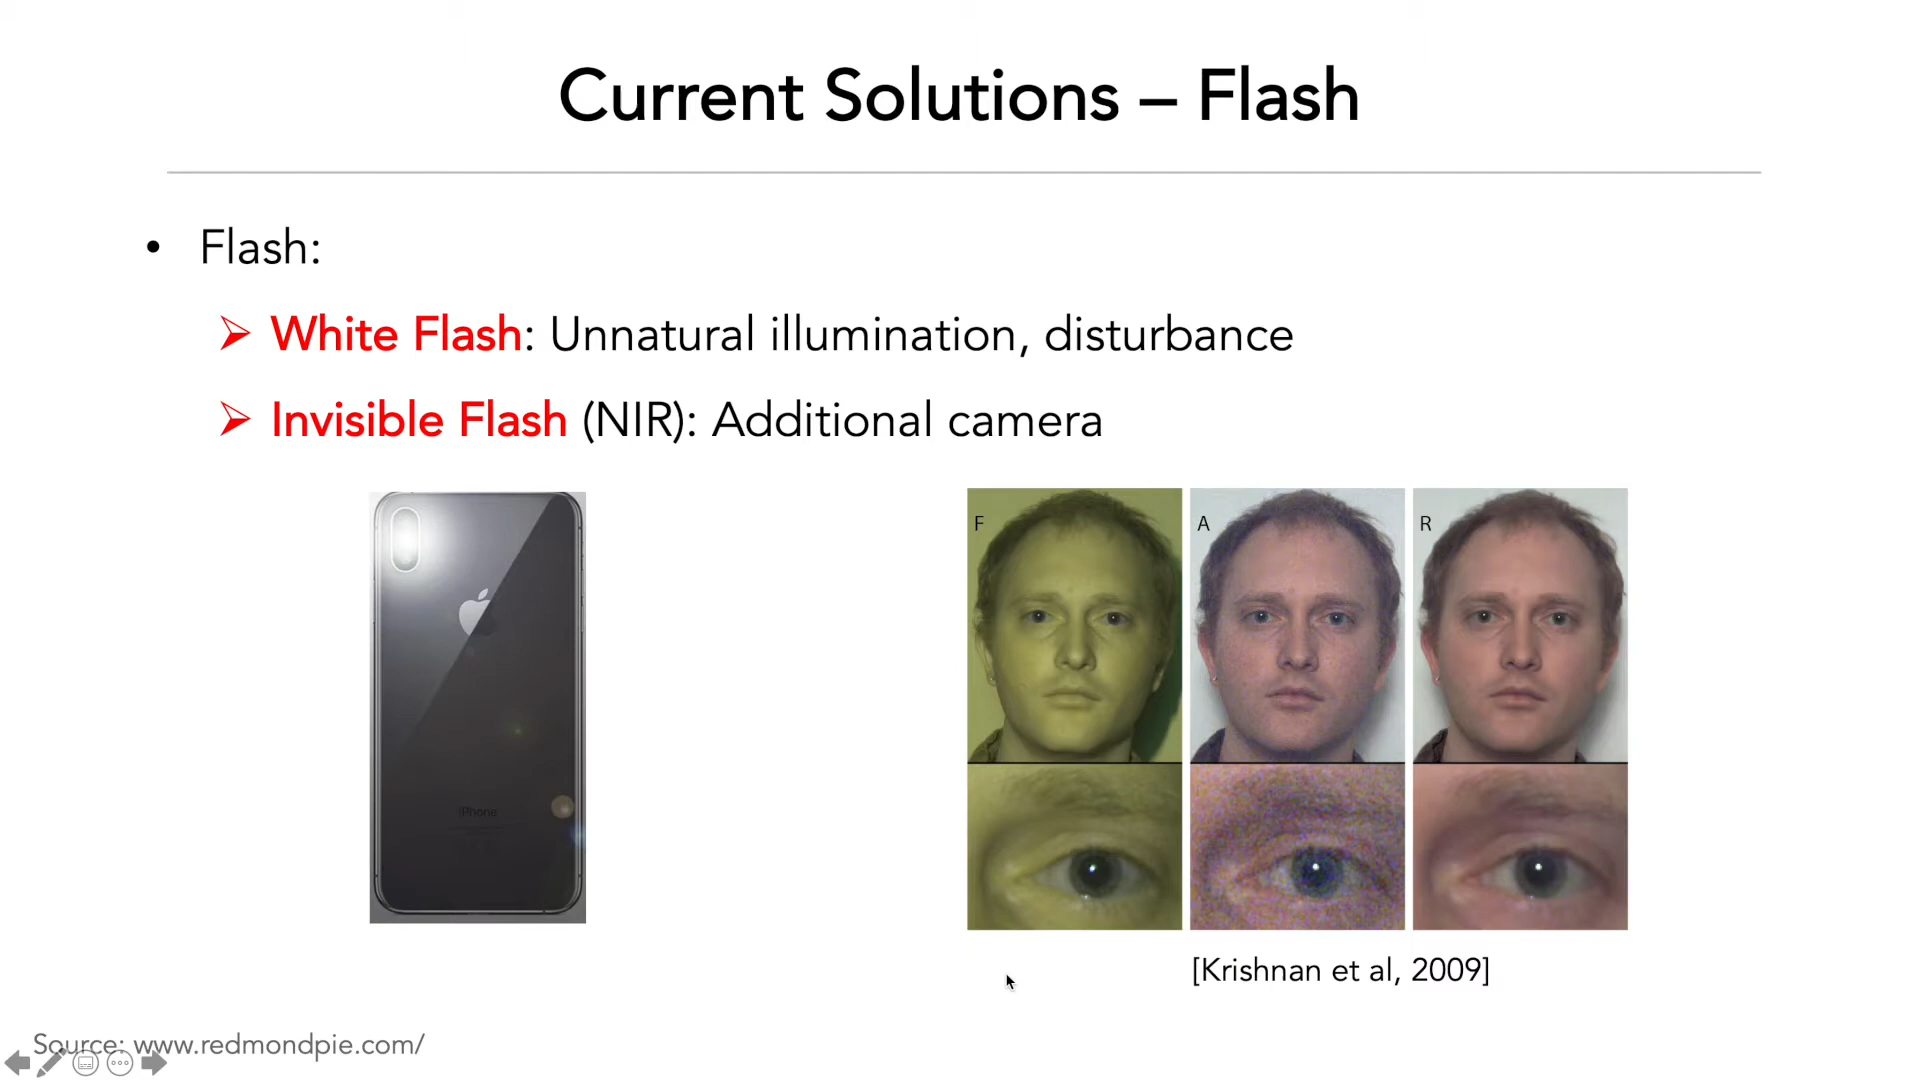 Current Solutions – Flash
• Flash:
➢ White Flash: Unnatural illumination, disturbance
➢ Invisible Flash (NIR): Additional camera
F
A
R
iPhone
[Krishnan et al, 2009]
Source: www.redmondpie.com/